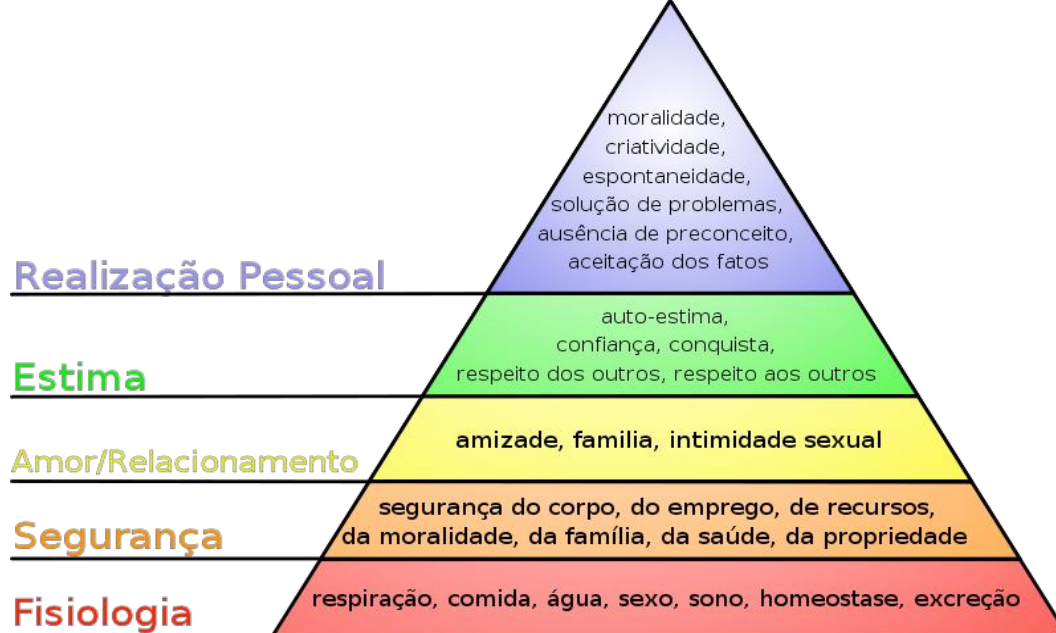 moralidade,
criatividade,
espontaneidade,
solução de problemas,
ausência de preconceito,
aceitação dos fatos
Realização Pessoal
auto-estima,
confiança, conquista,
respeito dos outros, respeito aos outros
Estima
amizade, familia, intimidade sexual
Amor/Relacionamento
segurança do corpo, do emprego, de recursos,
da moralidade, da família, da saúde, da propriedade
Segurança
respiração, comida, água, sexo, sono, homeostase, excreção
Fisiologia